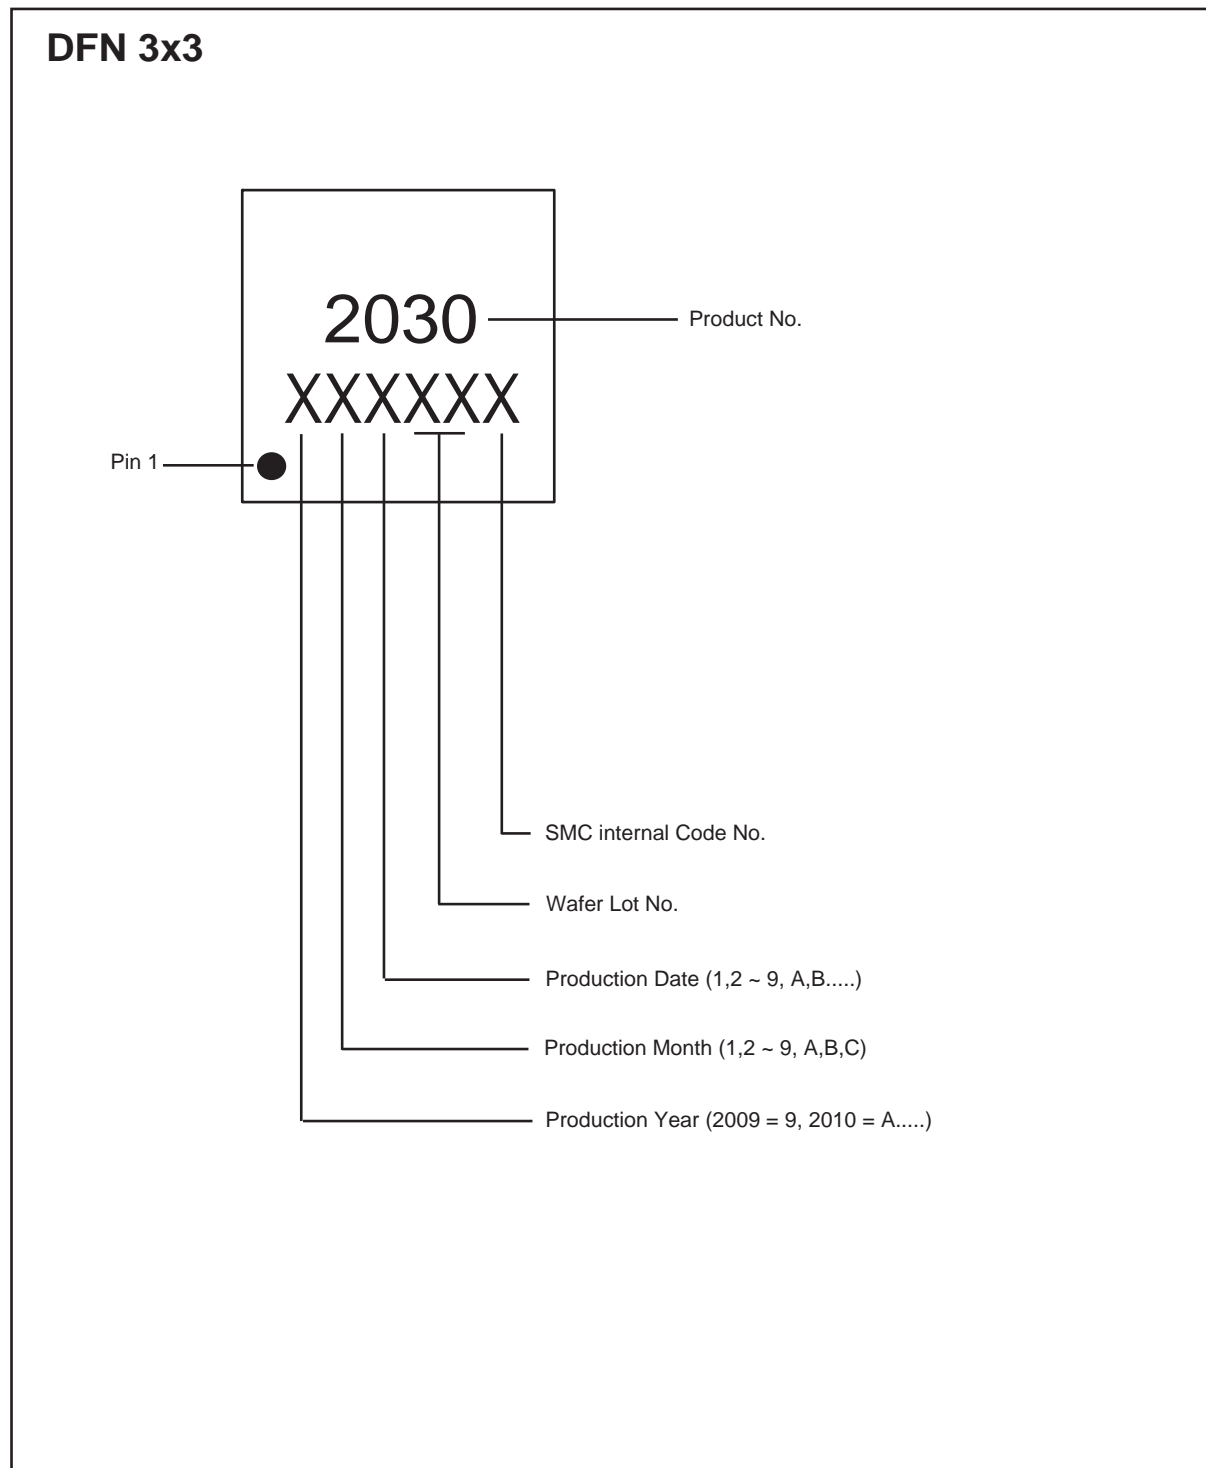 DFN 3x3
2030
Product No.
XXXXXX
Pin 1
SMC internal Code No.
Wafer Lot No.
Production Date (1,2 ~ 9, A,B.....)
Production Month (1,2 ~ 9, A,B,C)
Production Year (2009 = 9, 2010 = A.....)